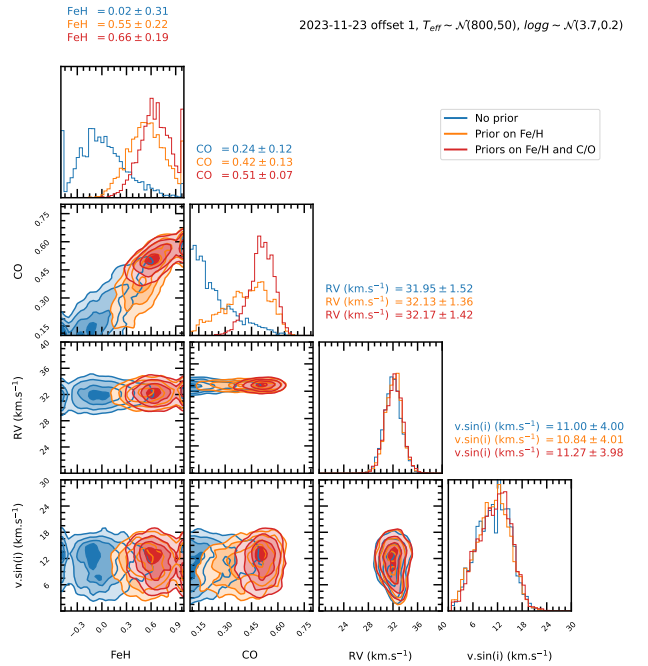 FeH = 0.02 ± 0.31
FeH = 0.55 ± 0.22
FeH = 0.66 ± 0.19
2023-11-23 offset 1, T_eff ~ 𝒩(800,50), logg ~ 𝒩(3.7,0.2)
No prior
Prior on Fe/H
Priors on Fe/H and C/O
CO = 0.24 ± 0.12
CO = 0.42 ± 0.13
CO = 0.51 ± 0.07
0.75
0.60
0.45
0.30
0.15
CO
RV (km.s⁻¹) = 31.95 ± 1.52
RV (km.s⁻¹) = 32.13 ± 1.36
RV (km.s⁻¹) = 32.17 ± 1.42
40
36
32
28
24
RV (km.s⁻¹)
v.sin(i) (km.s⁻¹) = 11.00 ± 4.00
v.sin(i) (km.s⁻¹) = 10.84 ± 4.01
v.sin(i) (km.s⁻¹) = 11.27 ± 3.98
30
24
18
12
6
v.sin(i) (km.s⁻¹)
−0.3 0.0 0.3 0.6 0.9
0.15 0.30 0.45 0.60 0.75
24 28 32 36 40
6 12 18 24 30
FeH
CO
RV (km.s⁻¹)
v.sin(i) (km.s⁻¹)